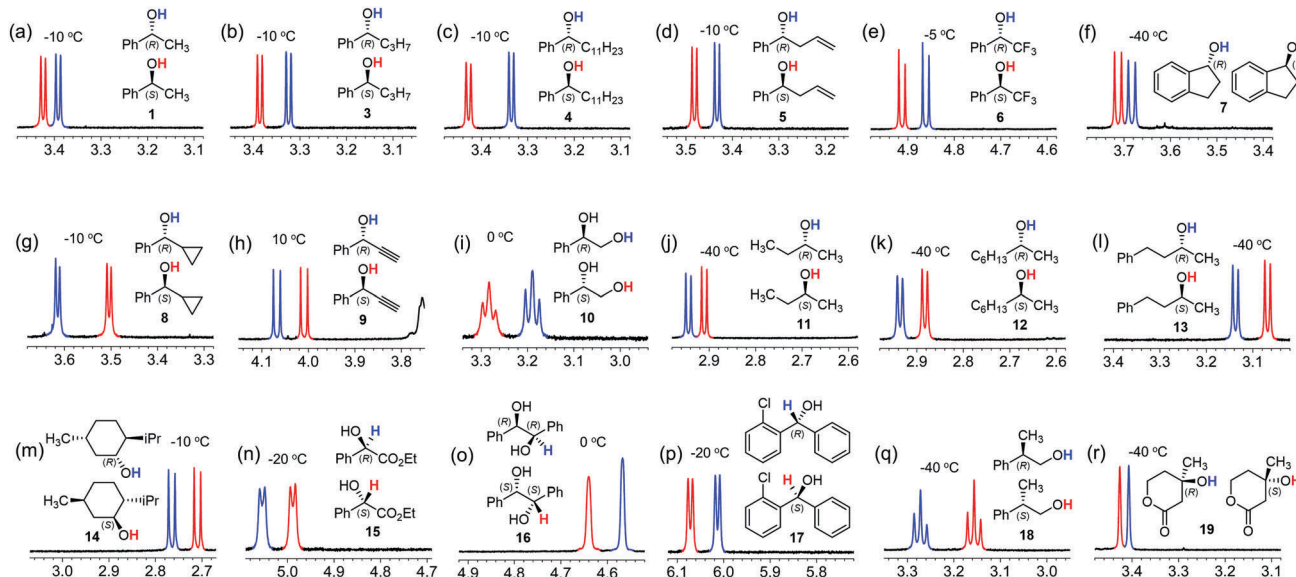 (a) -10 °C
OH
Ph (R) CH3
OH
Ph (S) CH3
1
3.4 3.3 3.2 3.1
(b) -10 °C
OH
Ph (R) C3H7
OH
Ph (S) C3H7
3
3.4 3.3 3.2 3.1
(c) -10 °C
OH
Ph (R) C11H23
OH
Ph (S) C11H23
4
3.4 3.3 3.2 3.1
(d) -10 °C
OH
Ph (R)
OH
Ph (S)
5
3.5 3.4 3.3 3.2
(e) -5 °C
OH
Ph (S) CF3
OH
Ph (R) CF3
6
4.9 4.8 4.7 4.6
(f) -40 °C
OH
(R)
7
3.7 3.6 3.5 3.4
(g) -10 °C
OH
Ph (R)
OH
Ph (S)
8
3.6 3.5 3.4 3.3
(h) 10 °C
OH
Ph (R)
OH
Ph (S)
9
4.1 4.0 3.9 3.8
(i) 0 °C
OH
Ph (R) OH
OH
Ph (S) OH
10
3.3 3.2 3.1 3.0
(j) -40 °C
OH
H3C (R) CH3
OH
H3C (S) CH3
11
2.9 2.8 2.7 2.6
(k) -40 °C
OH
C6H13 (R) CH3
OH
C6H13 (S) CH3
12
2.9 2.8 2.7 2.6
(l) -40 °C
OH
Ph (R) CH3
OH
Ph (S) CH3
13
3.4 3.3 3.2 3.1
(m) -10 °C
H3C iPr
(R) OH
H3C iPr
(S) OH
14
3.0 2.9 2.8 2.7
(n) -20 °C
HO H
Ph (R) CO2Et
HO H
Ph (S) CO2Et
15
5.0 4.9 4.8 4.7
(o) 0 °C
OH
(R) Ph
Ph (R)
HO H
OH
(S) Ph
Ph (S)
HO H
16
4.9 4.8 4.7 4.6
(p) -20 °C
Cl H OH
(R)
Cl H OH
(S)
17
6.1 6.0 5.9 5.8
(q) -40 °C
CH3
Ph (R) OH
CH3
Ph (S) OH
18
3.3 3.2 3.1 3.0
(r) -40 °C
CH3 CH3
OH OH
(R) (S)
O O
O O
19
3.4 3.3 3.2 3.1